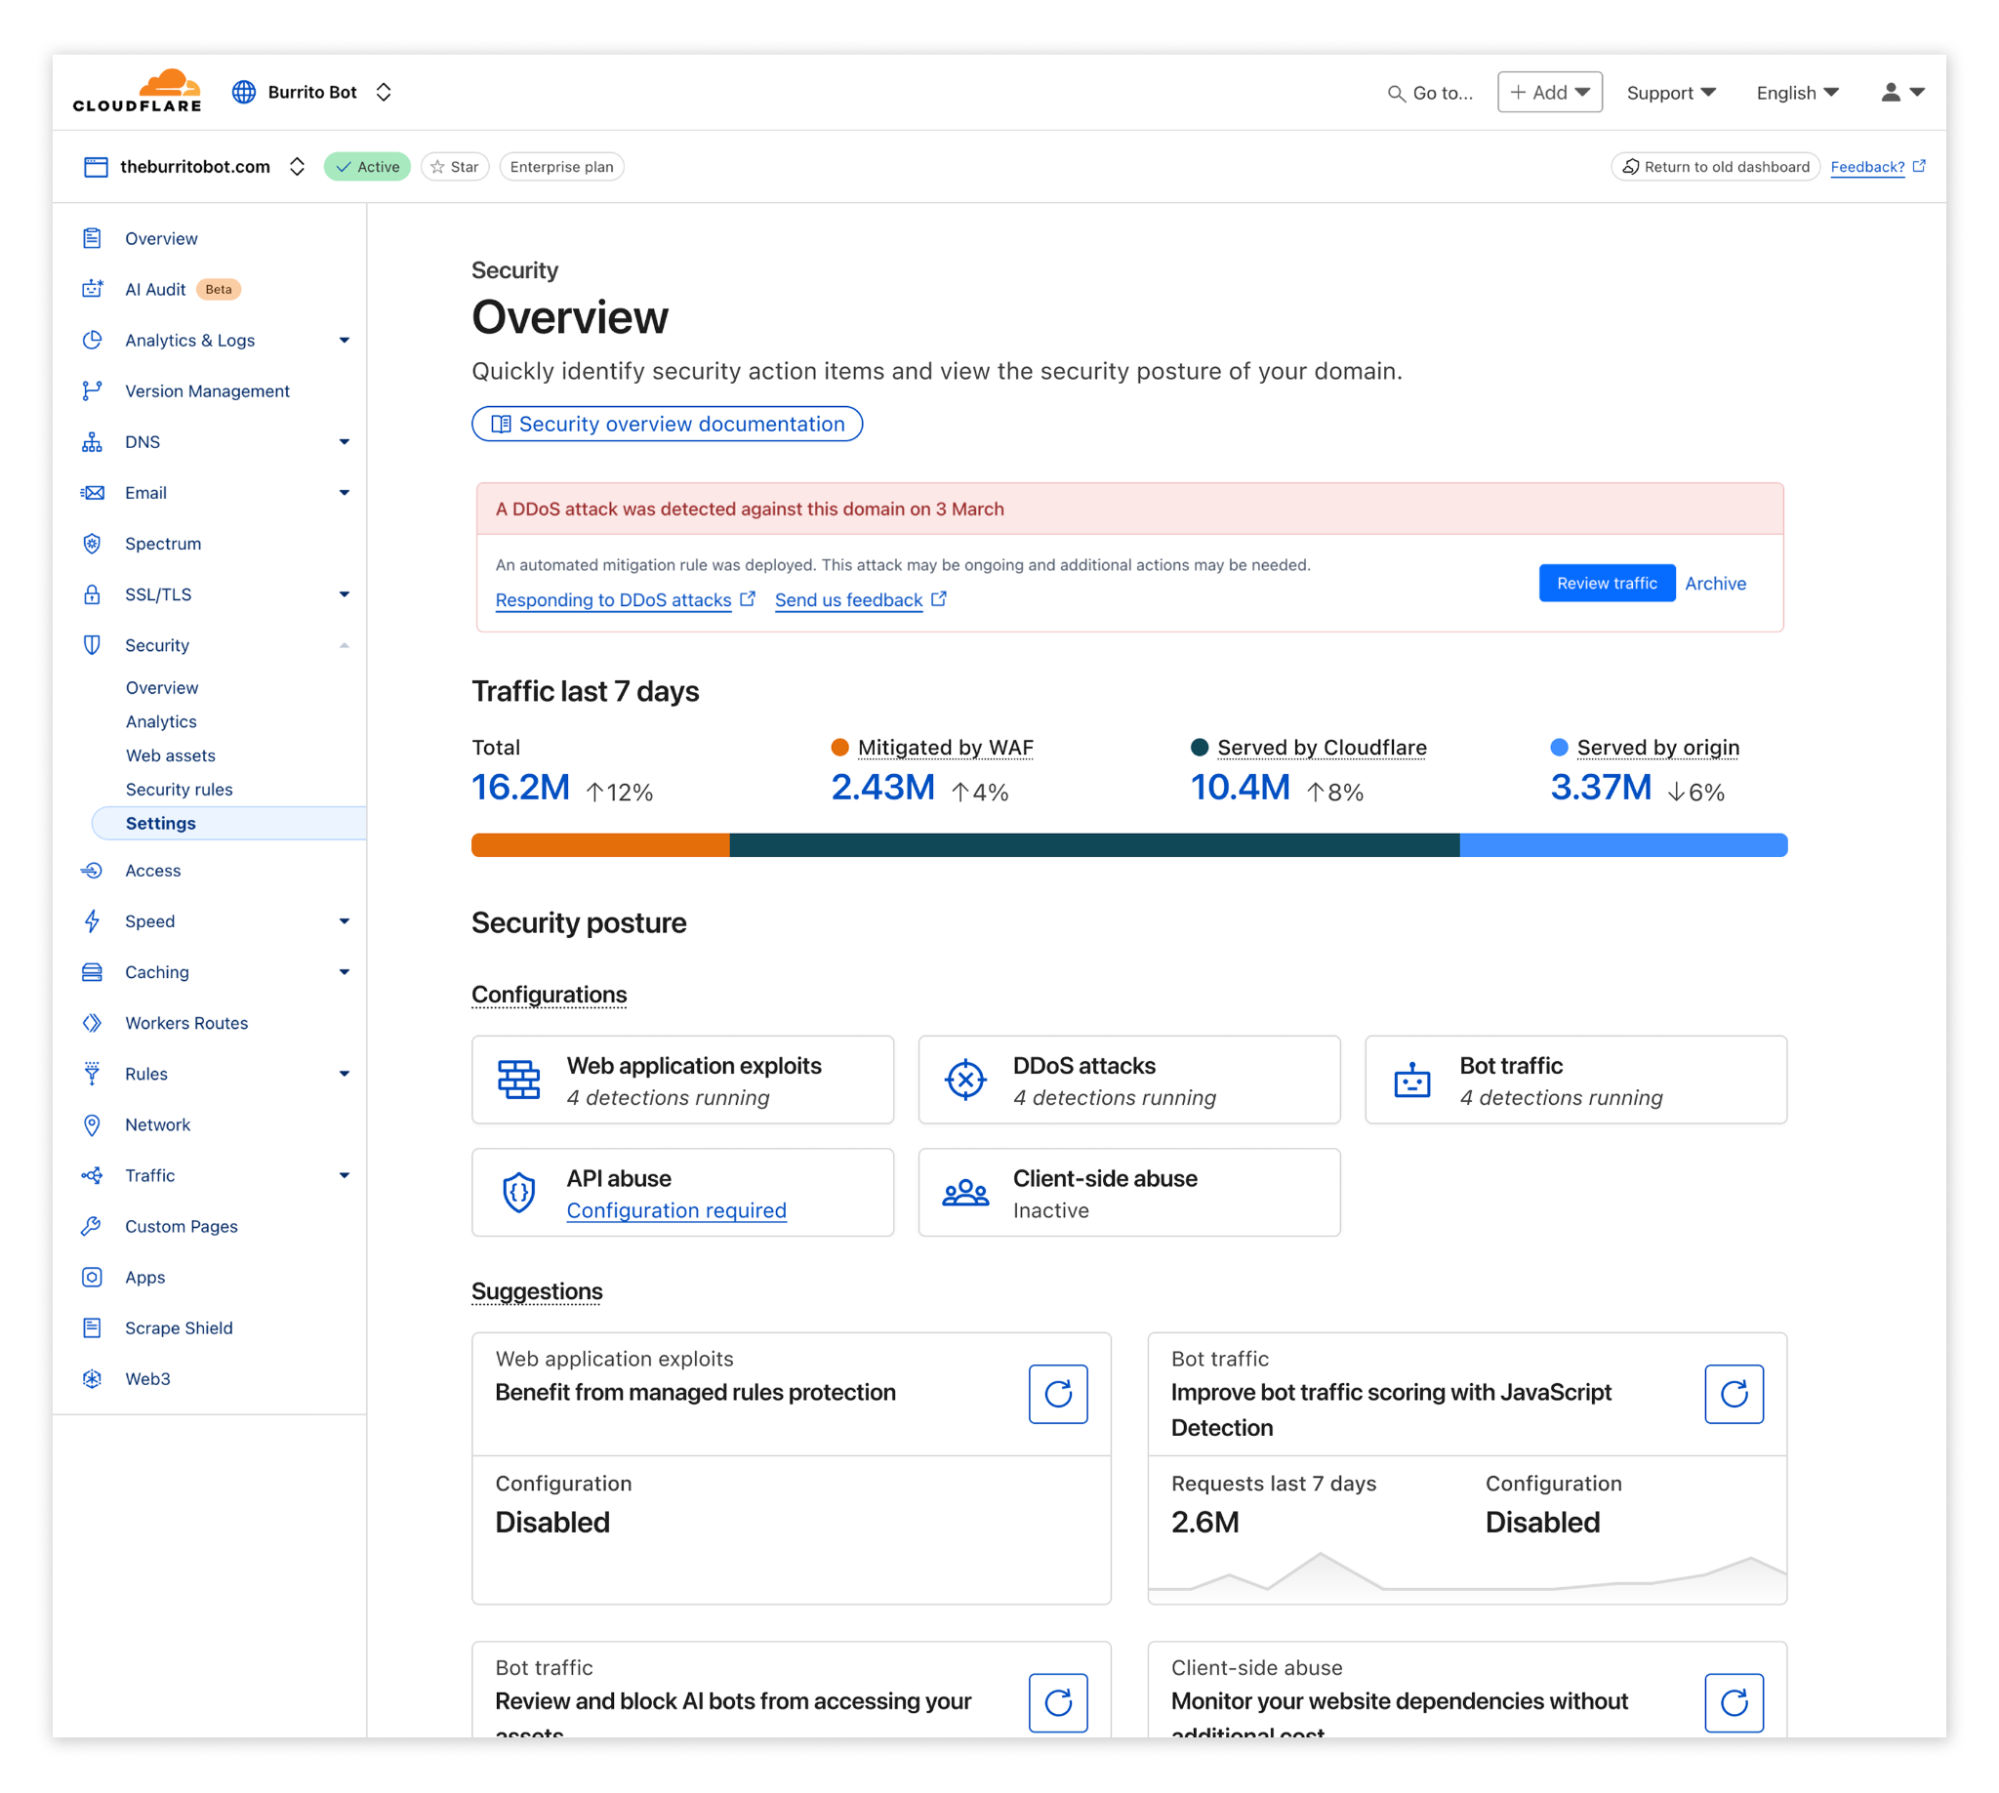 CLOUDFLARE Burrito Bot Go to... + Add Support English
theburritobot.com Active Star Enterprise plan Return to old dashboard Feedback?
Overview
AI Audit Beta
Analytics & Logs
Version Management
DNS
Email
Spectrum
SSL/TLS
Security
Overview
Analytics
Web assets
Security rules
Settings
Access
Speed
Caching
Workers Routes
Rules
Network
Traffic
Custom Pages
Apps
Scrape Shield
Web3
Security
Overview
Quickly identify security action items and view the security posture of your domain.
Security overview documentation
A DDoS attack was detected against this domain on 3 March
An automated mitigation rule was deployed. This attack may be ongoing and additional actions may be needed.
Responding to DDoS attacks Send us feedback
Review traffic Archive
Traffic last 7 days
Total Mitigated by WAF Served by Cloudflare Served by origin
16.2M ↑12% 2.43M ↑4% 10.4M ↑8% 3.37M ↓6%
Security posture
Configurations
Web application exploits
4 detections running
DDoS attacks
4 detections running
Bot traffic
4 detections running
API abuse
Configuration required
Client-side abuse
Inactive
Suggestions
Web application exploits
Benefit from managed rules protection
Configuration
Disabled
Bot traffic
Improve bot traffic scoring with JavaScript
Detection
Requests last 7 days Configuration
2.6M Disabled
Bot traffic
Review and block AI bots from accessing your
assets
Client-side abuse
Monitor your website dependencies without
additional cost